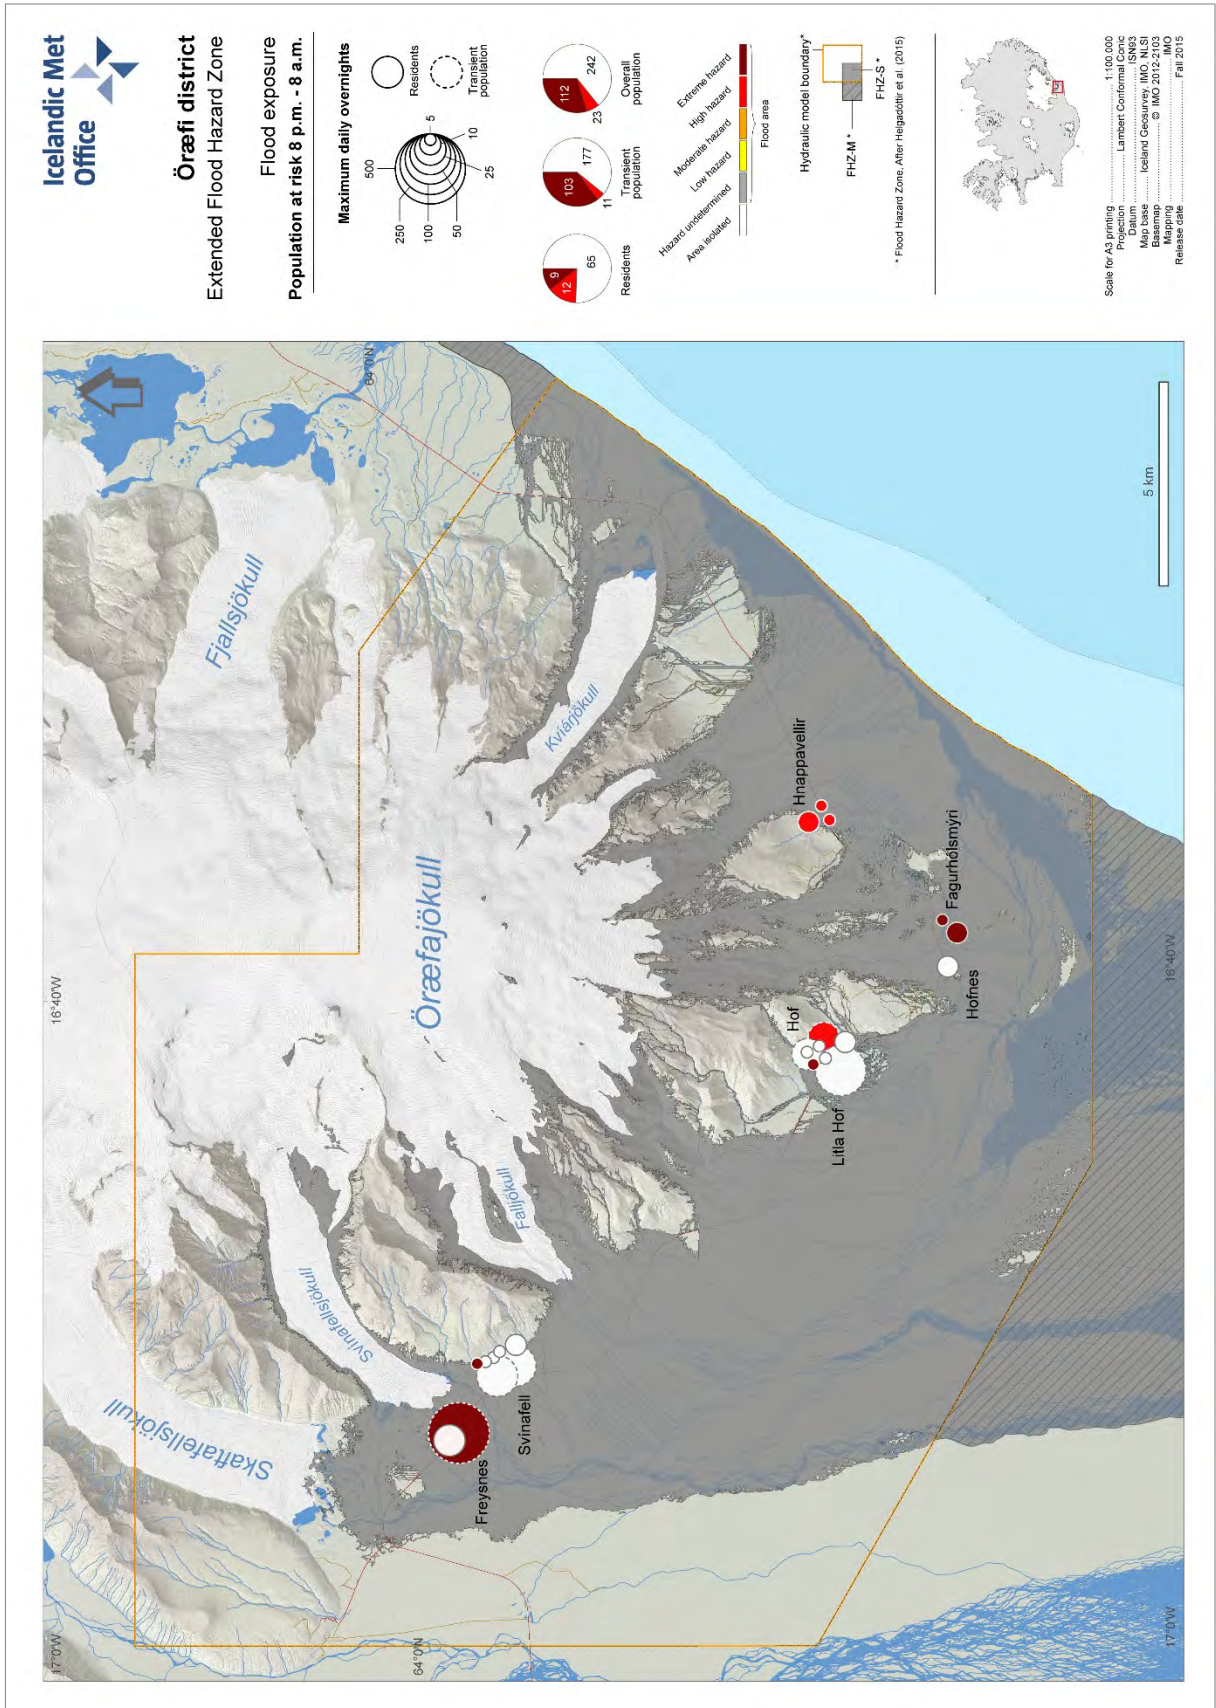 Icelandic Met
Office
Öræfi district
Extended Flood Hazard Zone
Flood exposure
Population at risk 8 p.m. - 8 a.m.
Maximum daily overnights
500
250
100
50
5
10
25
Residents
Transient
population
9
12
65
Residents
103
177
11
Transient
population
112
242
23
Overall
population
Area isolated
Hazard undetermined
Low hazard
Moderate hazard
High hazard
Extreme hazard
Flood area
Hydraulic model boundary*
FHZ-M *
FHZ-S *
* Flood Hazard Zone, After Helgadóttir et al. (2015)
Scale for A3 printing 1:100.000
Projection Lambert Conformal Conic
Datum ISN93
Map base Iceland Geosurvey, IMO, NLSI
Basemap © IMO 2012-2103
Mapping IMO
Release date Fall 2015
17°0'W
16°40'W
64°0'N
Skaftafellsjökull
Svínafellsjökull
Falljökull
Öræfajökull
Fjallsjökull
Kvíárjökull
Freysnes
Svínafell
Litla Hof
Hof
Hofnes
Fagurhólsmýri
Hnappavellir
5 km
64°0'N
17°0'W
16°40'W